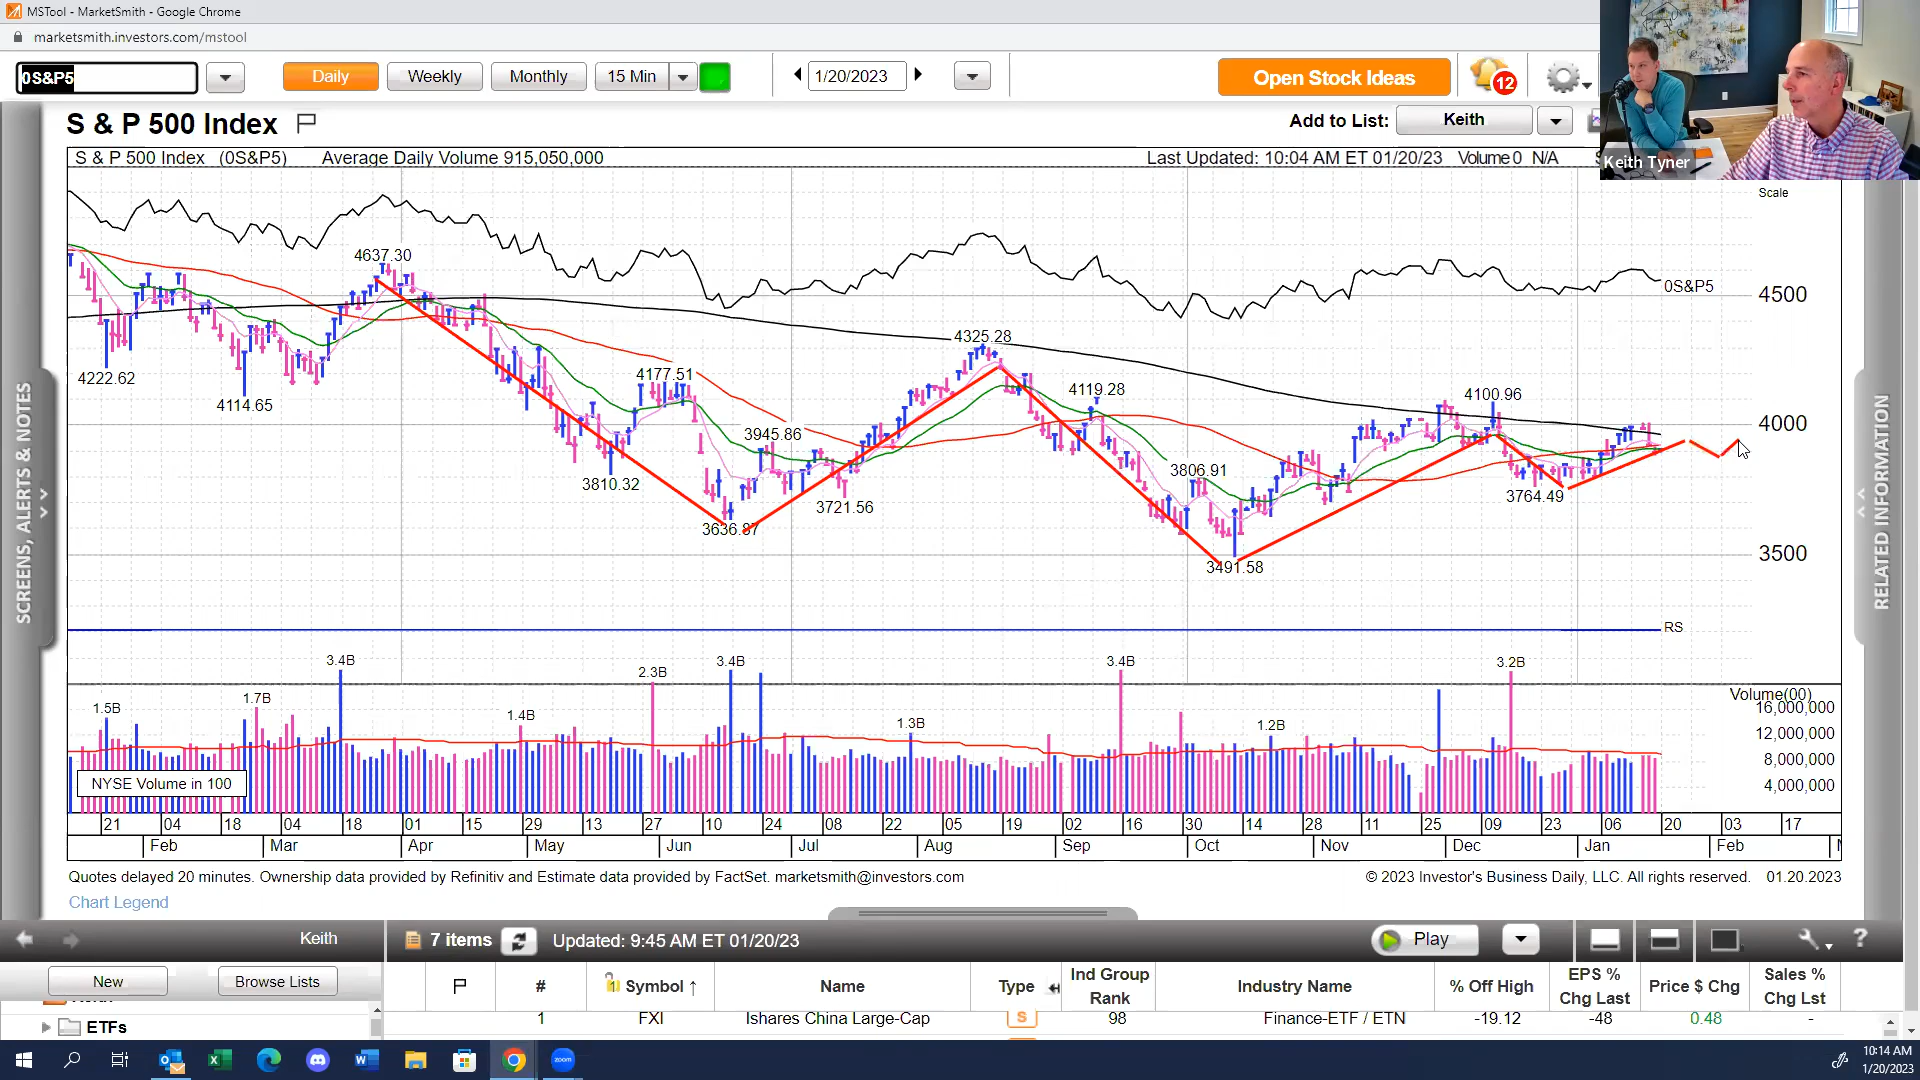 MSTool - MarketSmith - Google Chrome
marketsmith.investors.com/mstool
0S&P5
Daily
Weekly
Monthly
15 Min
1/20/2023
Open Stock Ideas
12
S & P 500 Index
Add to List:
Keith
Keith Tyner
S & P 500 Index (0S&P5) Average Daily Volume 915,050,000
Last Updated: 10:04 AM ET 01/20/23 Volume 0 N/A
Scale
4637.30
0S&P5
4500
4325.28
4222.62
4177.51
4119.28
4100.96
4114.65
4000
3945.86
3810.32
3806.91
3764.49
3721.56
3636.87
3500
3491.58
SCREENS, ALERTS & NOTES
RELATED INFORMATION
RS
3.4B
2.3B
3.4B
3.4B
3.2B
1.5B
1.7B
1.4B
1.3B
1.2B
Volume(00)
16,000,000
12,000,000
8,000,000
4,000,000
NYSE Volume in 100
21 04 18 04 18 01 15 29 13 27 10 24 08 22 05 19 02 16 30 14 28 11 25 09 23 06 20 03 17
Feb Mar Apr May Jun Jul Aug Sep Oct Nov Dec Jan Feb
Quotes delayed 20 minutes. Ownership data provided by Refinitiv and Estimate data provided by FactSet. marketsmith@investors.com
© 2023 Investor's Business Daily, LLC. All rights reserved. 01.20.2023
Chart Legend
Keith
7 items
Updated: 9:45 AM ET 01/20/23
Play
?
New
Browse Lists
ETFs
# Symbol Name Type Ind Group Rank Industry Name % Off High EPS % Chg Last Price $ Chg Sales % Chg Lst
1 FXI Ishares China Large-Cap S 98 Finance-ETF / ETN -19.12 -48 0.48 -
zoom
10:14 AM
1/20/2023